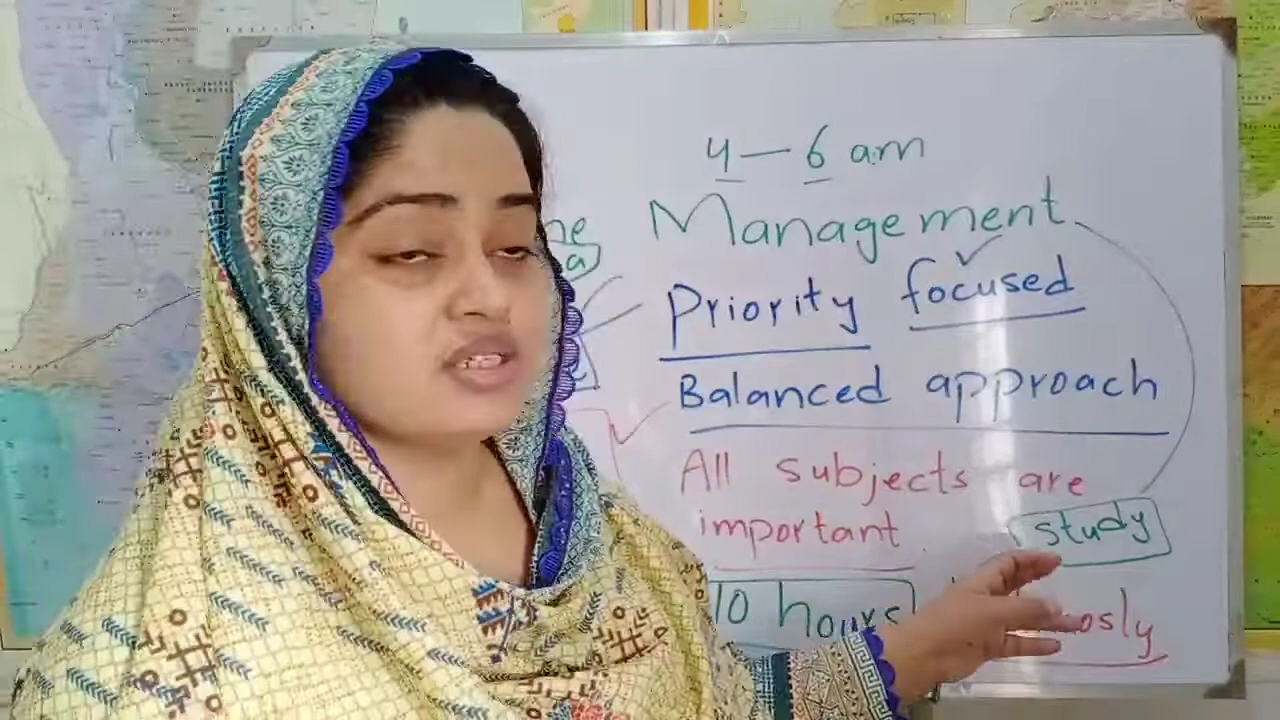 4 – 6 am
Management
Priority focused
Balanced approach
All subjects are
important
study
10 hours